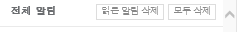 전체 알림 읽은 알림 삭제 모두 삭제